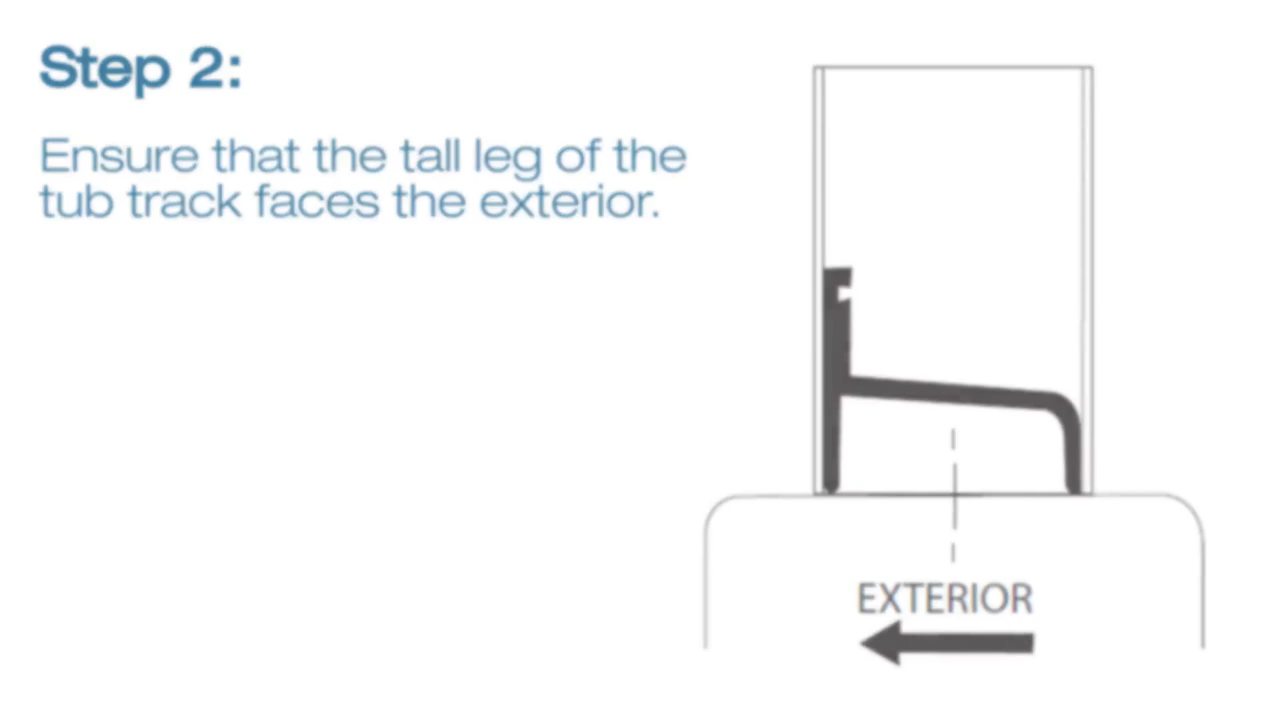 Step 2:
Ensure that the tall leg of the
tub track faces the exterior.
EXTERIOR